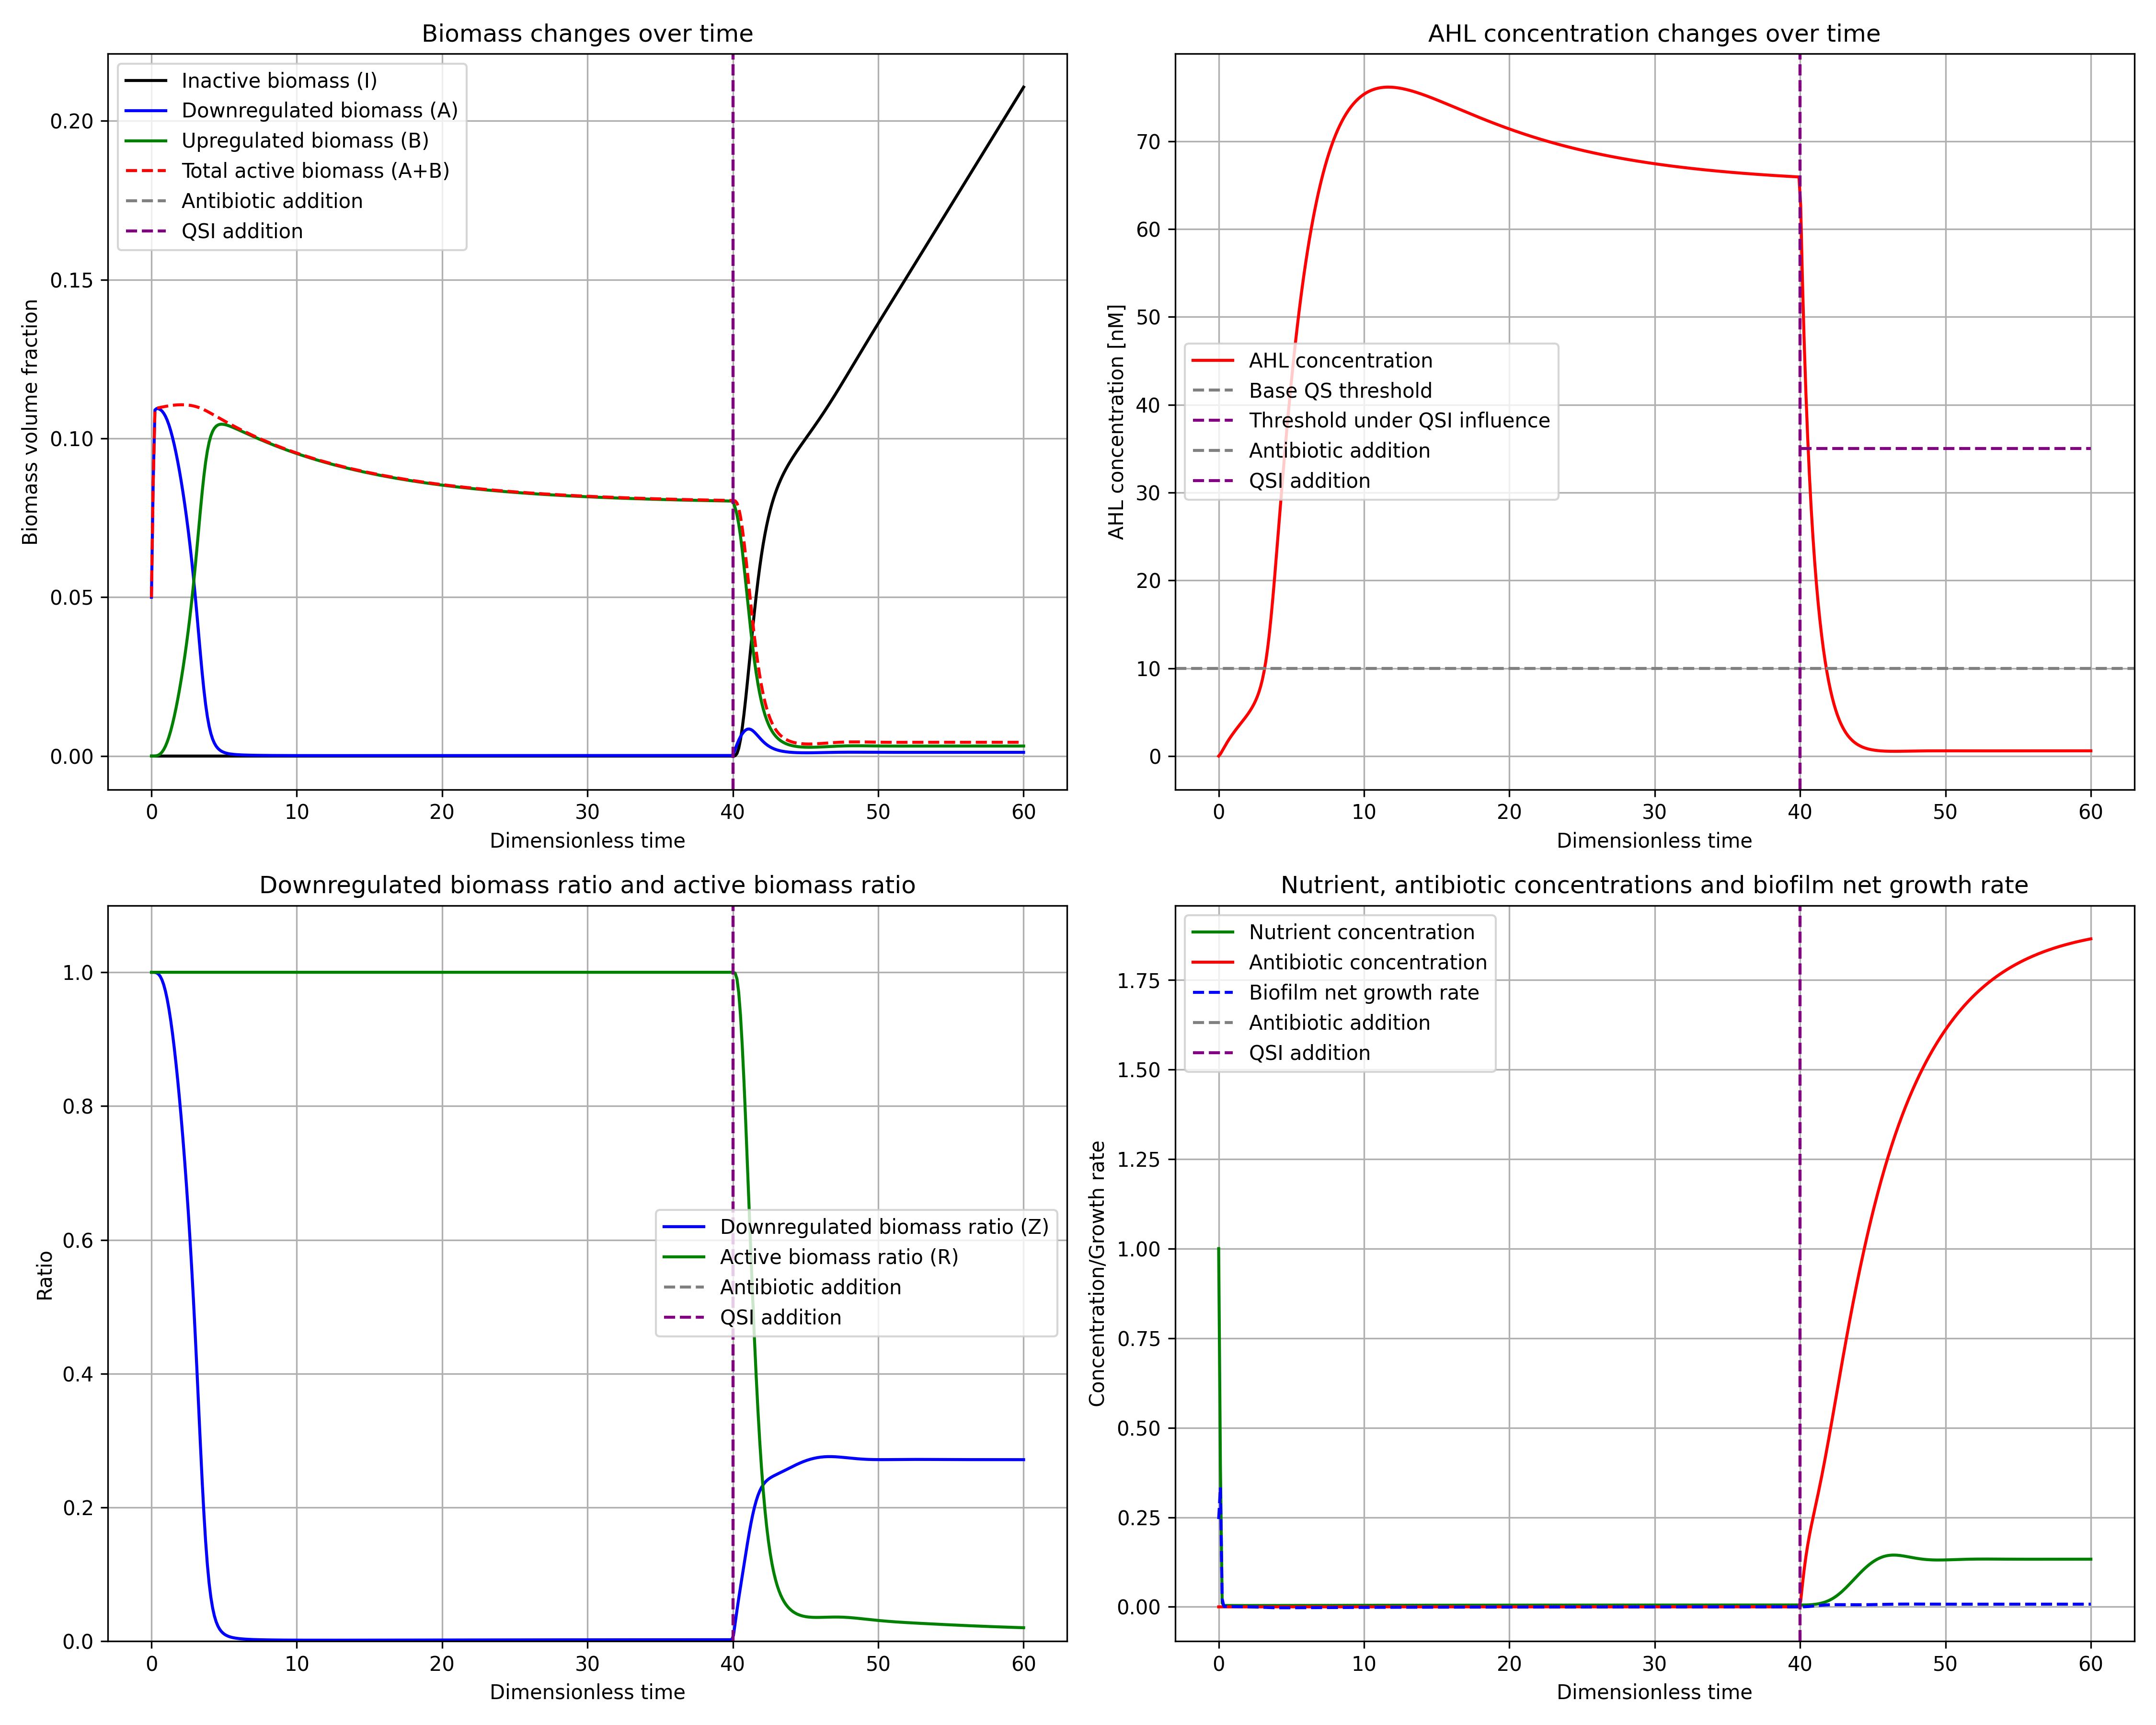 Biomass changes over time
Inactive biomass (I)
Downregulated biomass (A)
Upregulated biomass (B)
Total active biomass (A+B)
Antibiotic addition
QSI addition
Biomass volume fraction
0.20
0.15
0.10
0.05
0.00
0 10 20 30 40 50 60
Dimensionless time
AHL concentration changes over time
AHL concentration
Base QS threshold
Threshold under QSI influence
Antibiotic addition
QSI addition
AHL concentration [nM]
70
60
50
40
30
20
10
0
0 10 20 30 40 50 60
Dimensionless time
Downregulated biomass ratio and active biomass ratio
Downregulated biomass ratio (Z)
Active biomass ratio (R)
Antibiotic addition
QSI addition
Ratio
1.0
0.8
0.6
0.4
0.2
0.0
0 10 20 30 40 50 60
Dimensionless time
Nutrient, antibiotic concentrations and biofilm net growth rate
Nutrient concentration
Antibiotic concentration
Biofilm net growth rate
Antibiotic addition
QSI addition
Concentration/Growth rate
1.75
1.50
1.25
1.00
0.75
0.50
0.25
0.00
0 10 20 30 40 50 60
Dimensionless time